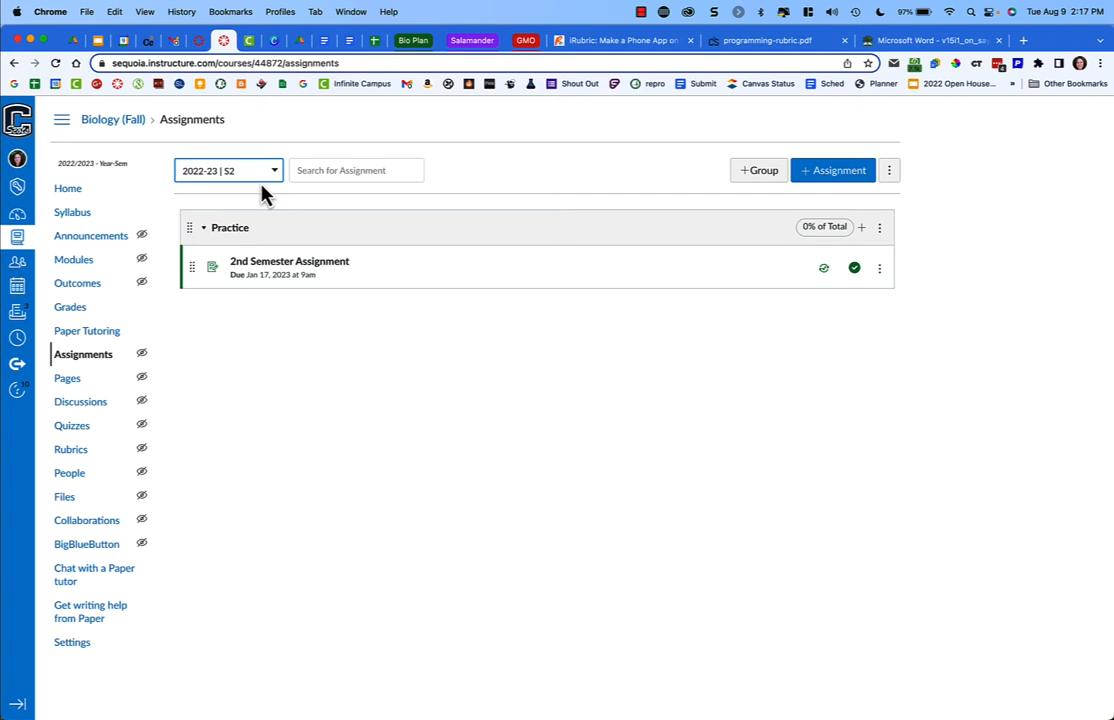 Chrome File Edit View History Bookmarks Profiles Tab Window Help 97% Tue Aug 9 2:17 PM
Bio Plan Salamander GMO iRubric: Make a Phone App on programming-rubric.pdf Microsoft Word - v15i1_on_sa
sequoia.instructure.com/courses/44872/assignments
Infinite Campus Shout Out repro Submit Canvas Status Sched Planner 2022 Open House... » Other Bookmarks
Biology (Fall) › Assignments
2022/2023 - Year-Sem
2022-23 | S2 Search for Assignment +Group + Assignment
Home
Syllabus
Announcements
Modules
Outcomes
Grades
Paper Tutoring
Assignments
Pages
Discussions
Quizzes
Rubrics
People
Files
Collaborations
BigBlueButton
Chat with a Paper
tutor
Get writing help
from Paper
Settings
Practice 0% of Total +
2nd Semester Assignment
Due Jan 17, 2023 at 9am